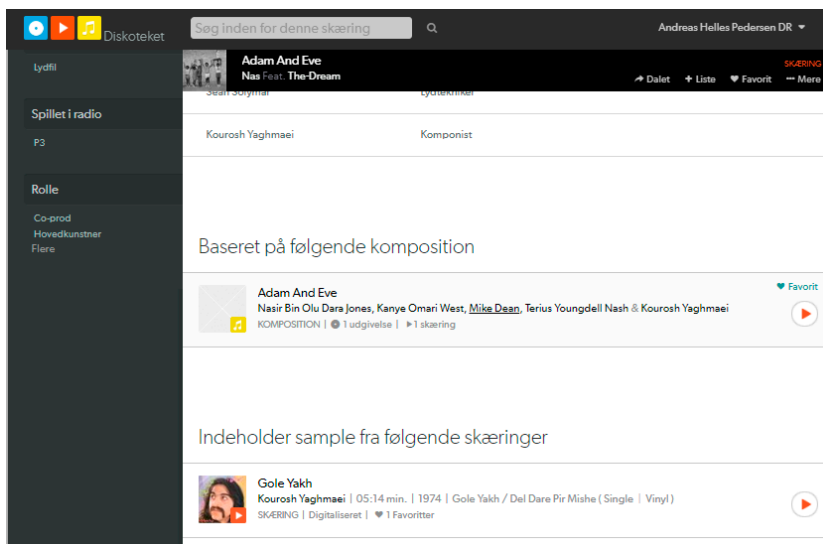 Diskoteket
Søg inden for denne skæring
Andreas Helles Pedersen DR
Lydfil
Adam And Eve
Nas Feat. The-Dream
SKÆRING
Dalet + Liste Favorit Mere
Sean Solymar Lydtekniker
Spillet i radio
Kourosh Yaghmaei Komponist
P3
Rolle
Co-prod
Hovedkunstner
Flere
Baseret på følgende komposition
Favorit
Adam And Eve
Nasir Bin Olu Dara Jones, Kanye Omari West, Mike Dean, Terius Youngdell Nash & Kourosh Yaghmaei
KOMPOSITION | 1 udgivelse | 1 skæring
Indeholder sample fra følgende skæringer
Gole Yakh
Kourosh Yaghmaei | 05:14 min. | 1974 | Gole Yakh / Del Dare Pir Mishe ( Single | Vinyl )
SKÆRING | Digitaliseret | 1 Favoritter